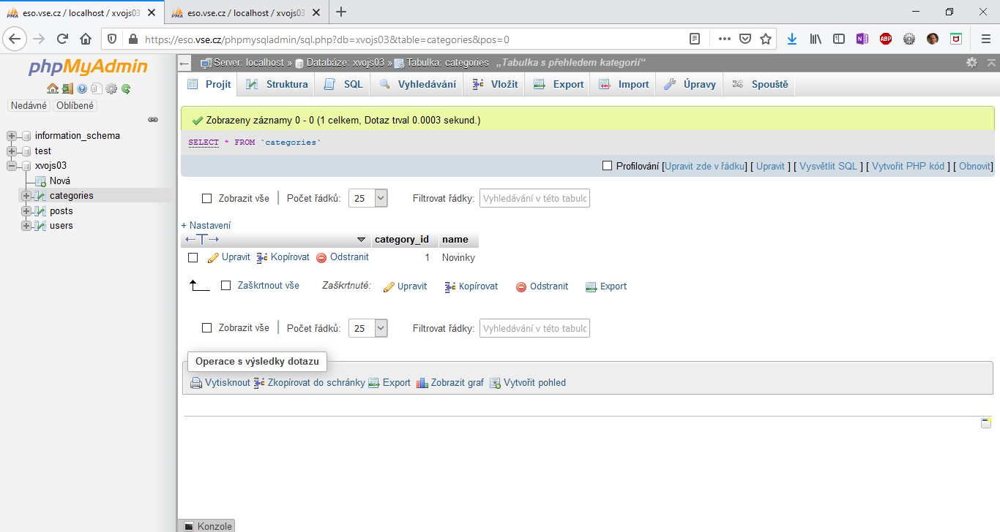 eso.vse.cz / localhost / xvojs03
eso.vse.cz / localhost / xvojs03
https://eso.vse.cz/phpmysqladmin/sql.php?db=xvojs03&table=categories&pos=0
ABP
phpMyAdmin
Nedávné Oblíbené
information_schema
test
xvojs03
Nová
categories
posts
users
Server: localhost » Databáze: xvojs03 » Tabulka: categories „Tabulka s přehledem kategorií“
Projít Struktura SQL Vyhledávání Vložit Export Import Úpravy Spouště
Zobrazeny záznamy 0 - 0 (1 celkem, Dotaz trval 0.0003 sekund.)
SELECT * FROM `categories`
Profilování [Upravit zde v řádku] [ Upravit ] [ Vysvětlit SQL ] [ Vytvořit PHP kód ] [ Obnovit]
Zobrazit vše Počet řádků: 25 Filtrovat řádky: Vyhledávání v této tabulc
+ Nastavení
←T→ category_id name
Upravit Kopírovat Odstranit 1 Novinky
Zaškrtnout vše Zaškrtnuté: Upravit Kopírovat Odstranit Export
Zobrazit vše Počet řádků: 25 Filtrovat řádky: Vyhledávání v této tabulc
Operace s výsledky dotazu
Vytisknout Zkopírovat do schránky Export Zobrazit graf Vytvořit pohled
Konzole